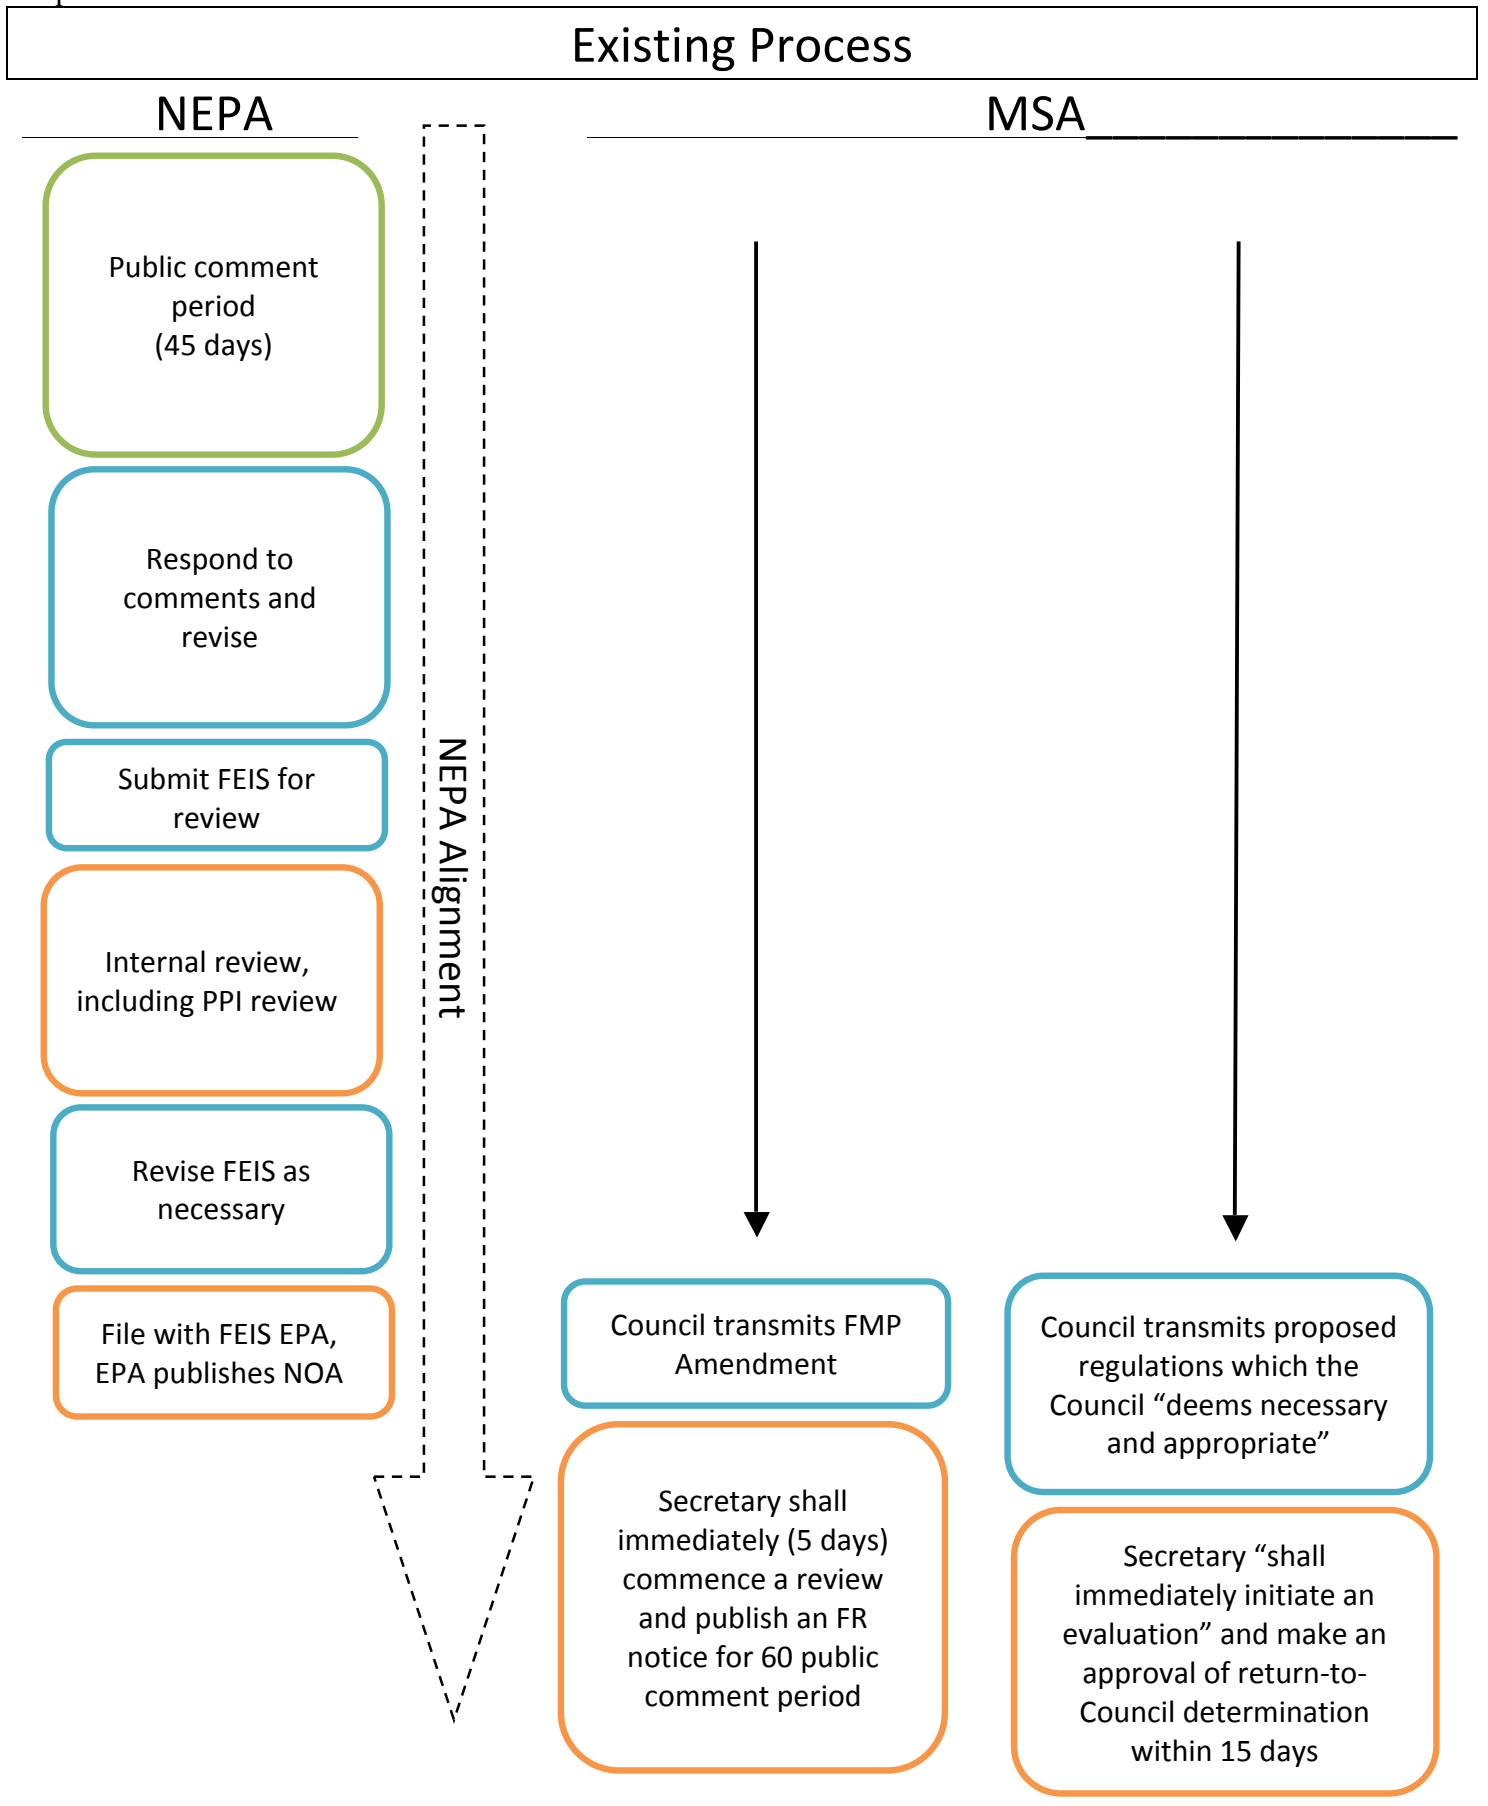 Existing Process
NEPA
MSA
Public comment
period
(45 days)
Respond to
comments and
revise
Submit FEIS for
review
Internal review,
including PPI review
Revise FEIS as
necessary
File with FEIS EPA,
EPA publishes NOA
NEPA Alignment
Council transmits FMP
Amendment
Secretary shall
immediately (5 days)
commence a review
and publish an FR
notice for 60 public
comment period
Council transmits proposed
regulations which the
Council “deems necessary
and appropriate”
Secretary “shall
immediately initiate an
evaluation” and make an
approval of return-to-
Council determination
within 15 days